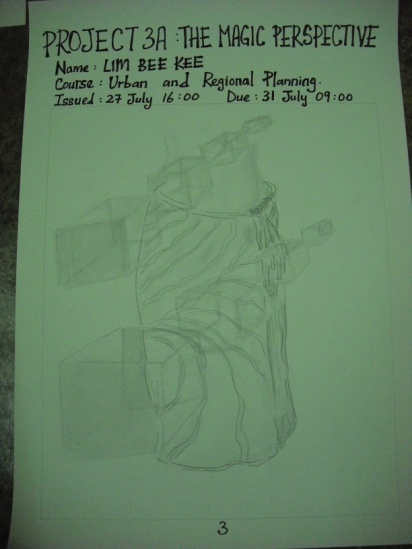 PROJECT 3A : THE MAGIC PERSPECTIVE
Name : LIM BEE KEE
Course : Urban and Regional Planning.
Issued : 27 July 16:00 Due : 31 July 09:00
3